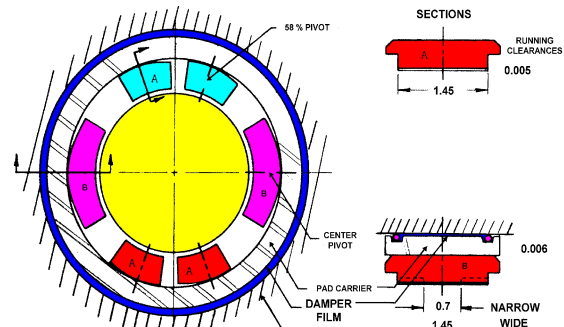 SECTIONS
58 % PIVOT
RUNNING
CLEARANCES
A
0.005
1.45
A
B
B
CENTER
PIVOT
0.006
A
A
PAD CARRIER
B
DAMPER
FILM
0.7
NARROW
1.45
WIDE